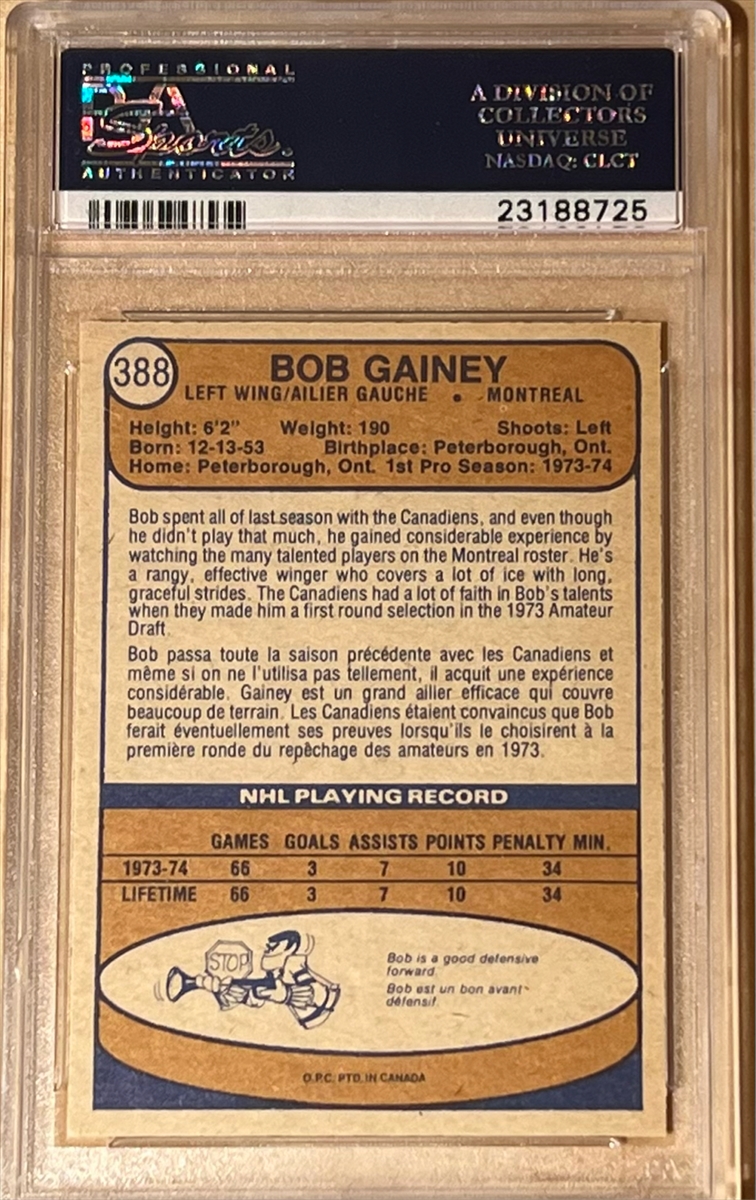 PROFESSIONAL
PSA
Sports
AUTHENTICATOR
A DIVISION OF
COLLECTORS
UNIVERSE
NASDAQ: CLCT
23188725
388
BOB GAINEY
LEFT WING/AILIER GAUCHE • MONTREAL
Height: 6'2" Weight: 190 Shoots: Left
Born: 12-13-53 Birthplace: Peterborough, Ont.
Home: Peterborough, Ont. 1st Pro Season: 1973-74
Bob spent all of last season with the Canadiens, and even though
he didn't play that much, he gained considerable experience by
watching the many talented players on the Montreal roster. He's
a rangy, effective winger who covers a lot of ice with long,
graceful strides. The Canadiens had a lot of faith in Bob's talents
when they made him a first round selection in the 1973 Amateur
Draft.
Bob passa toute la saison précédente avec les Canadiens et
même si on ne l'utilisa pas tellement, il acquit une expérience
considérable. Gainey est un grand ailier efficace qui couvre
beaucoup de terrain. Les Canadiens étaient convaincus que Bob
ferait éventuellement ses preuves lorsqu'ils le choisirent à la
première ronde du repêchage des amateurs en 1973.
NHL PLAYING RECORD
GAMES GOALS ASSISTS POINTS PENALTY MIN.
1973-74 66 3 7 10 34
LIFETIME 66 3 7 10 34
STOP
Bob is a good defensive
forward.
Bob est un bon avant
défensif.
O.P.C. PTD. IN CANADA